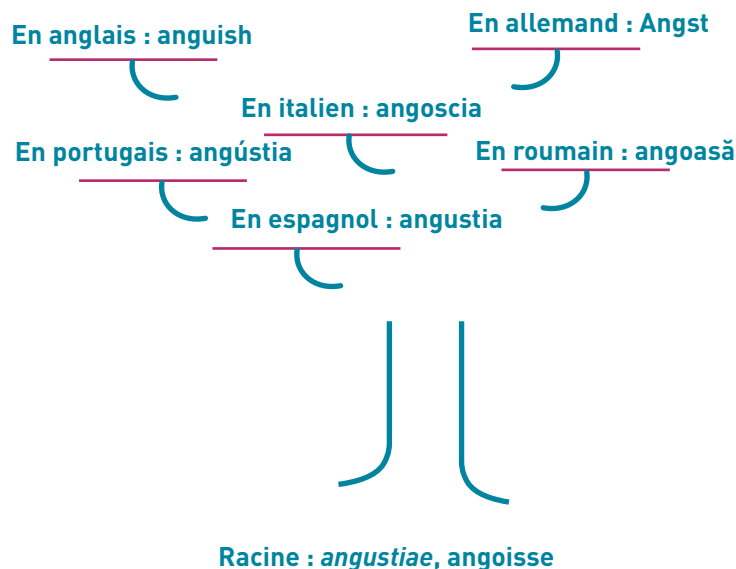 En anglais : anguish
En allemand : Angst
En italien : angoscia
En portugais : angústia
En roumain : angoasă
En espagnol : angustia
Racine : angustiae, angoisse